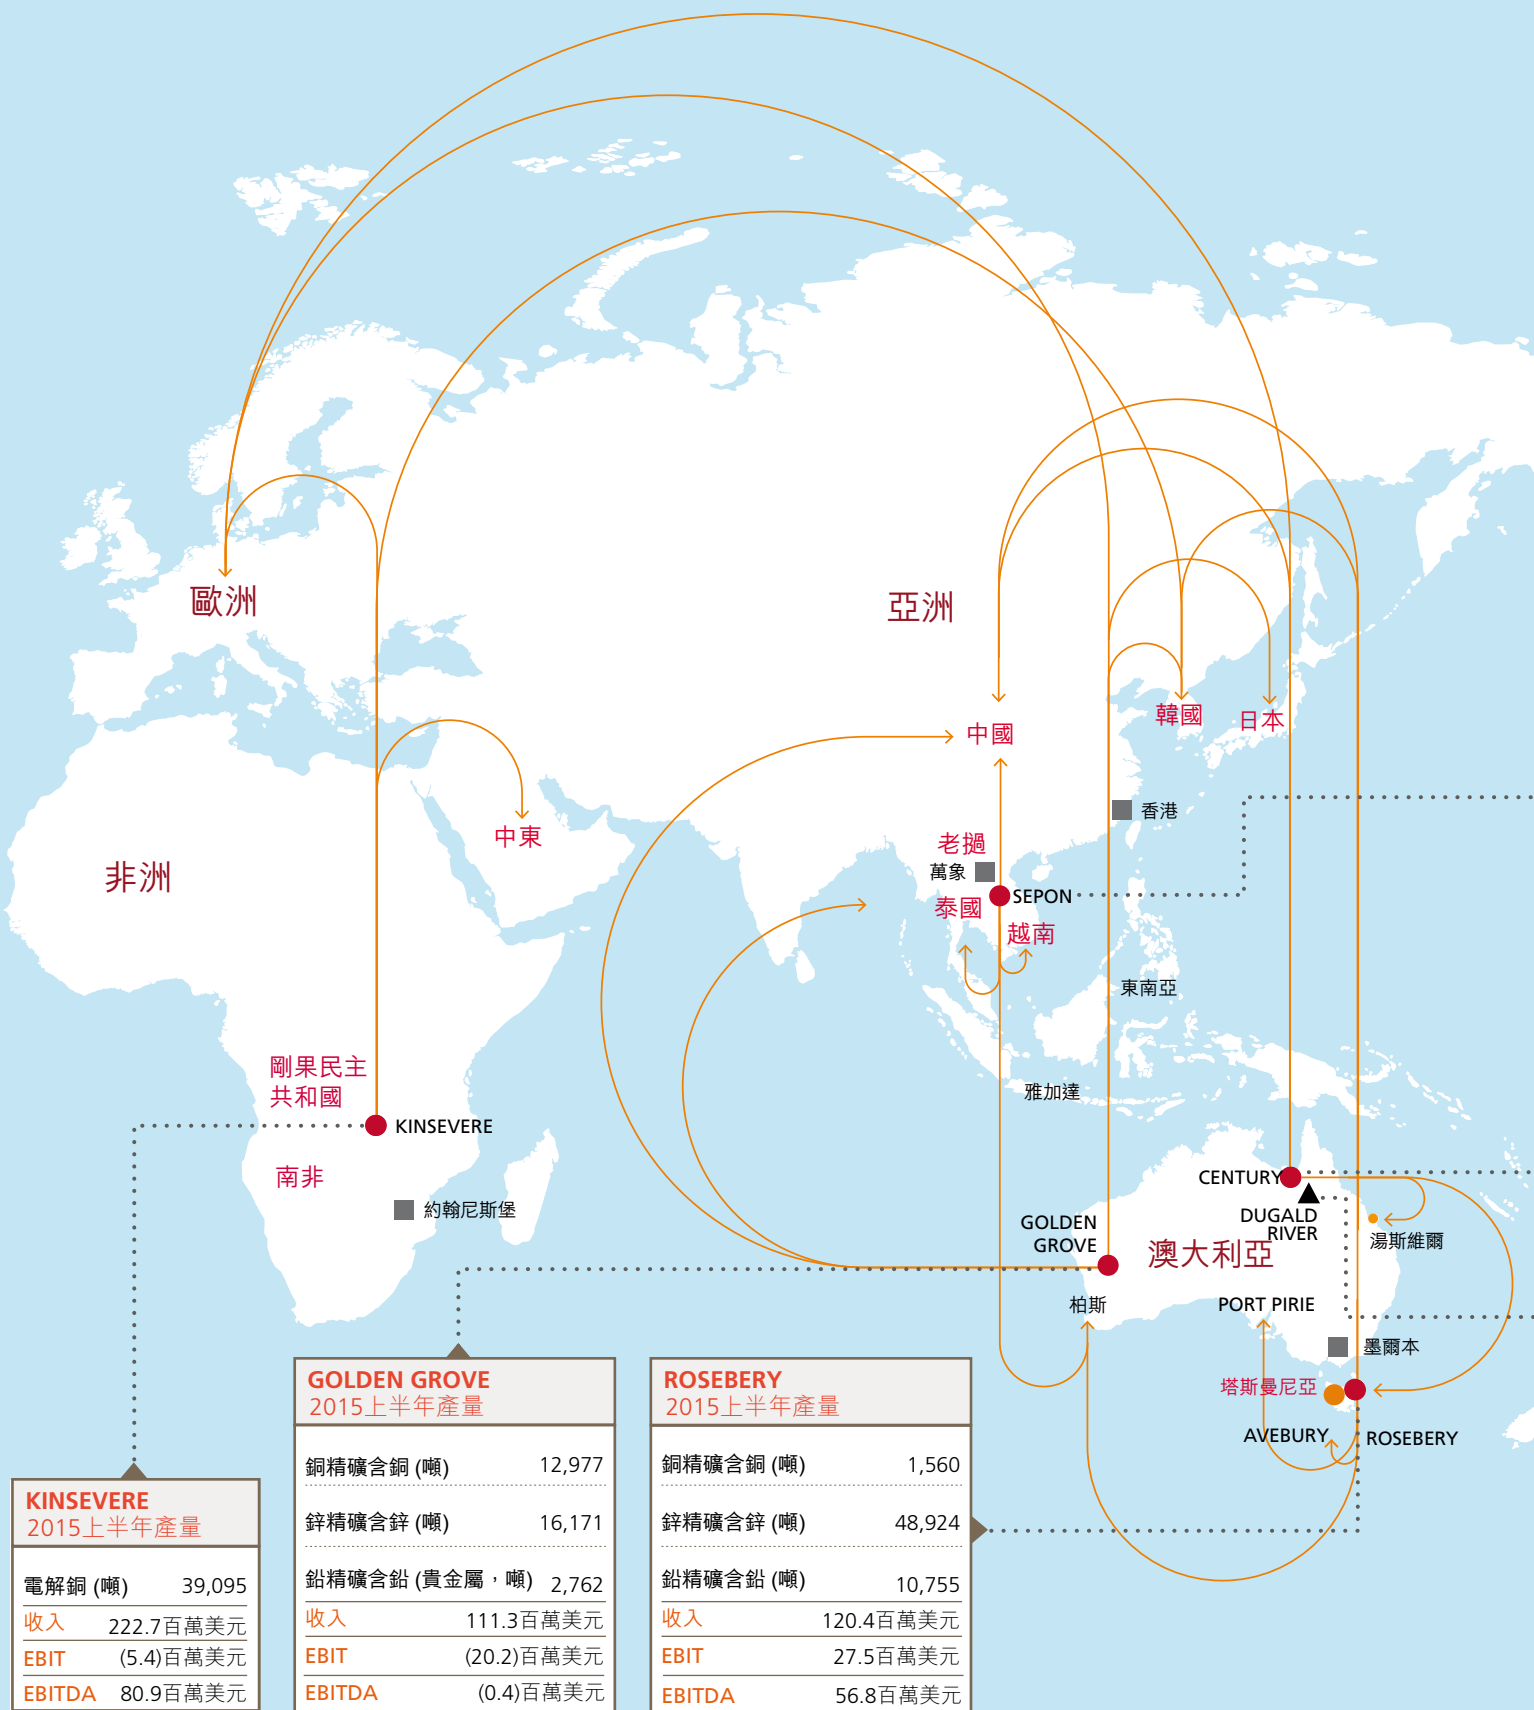 歐洲
亞洲
中國
韓國
日本
中東
香港
老撾
萬象
非洲
SEPON
泰國
越南
東南亞
剛果民主
共和國
雅加達
KINSEVERE
南非
CENTURY
約翰尼斯堡
GOLDEN
GROVE
DUGALD
RIVER
湯斯維爾
澳大利亞
柏斯
PORT PIRIE
墨爾本
塔斯曼尼亞
AVEBURY
ROSEBERY
KINSEVERE
2015上半年產量
電解銅 (噸) 39,095
收入 222.7百萬美元
EBIT (5.4)百萬美元
EBITDA 80.9百萬美元
GOLDEN GROVE
2015上半年產量
銅精礦含銅 (噸) 12,977
鋅精礦含鋅 (噸) 16,171
鉛精礦含鉛 (貴金屬，噸) 2,762
收入 111.3百萬美元
EBIT (20.2)百萬美元
EBITDA (0.4)百萬美元
ROSEBERY
2015上半年產量
銅精礦含銅 (噸) 1,560
鋅精礦含鋅 (噸) 48,924
鉛精礦含鉛 (噸) 10,755
收入 120.4百萬美元
EBIT 27.5百萬美元
EBITDA 56.8百萬美元